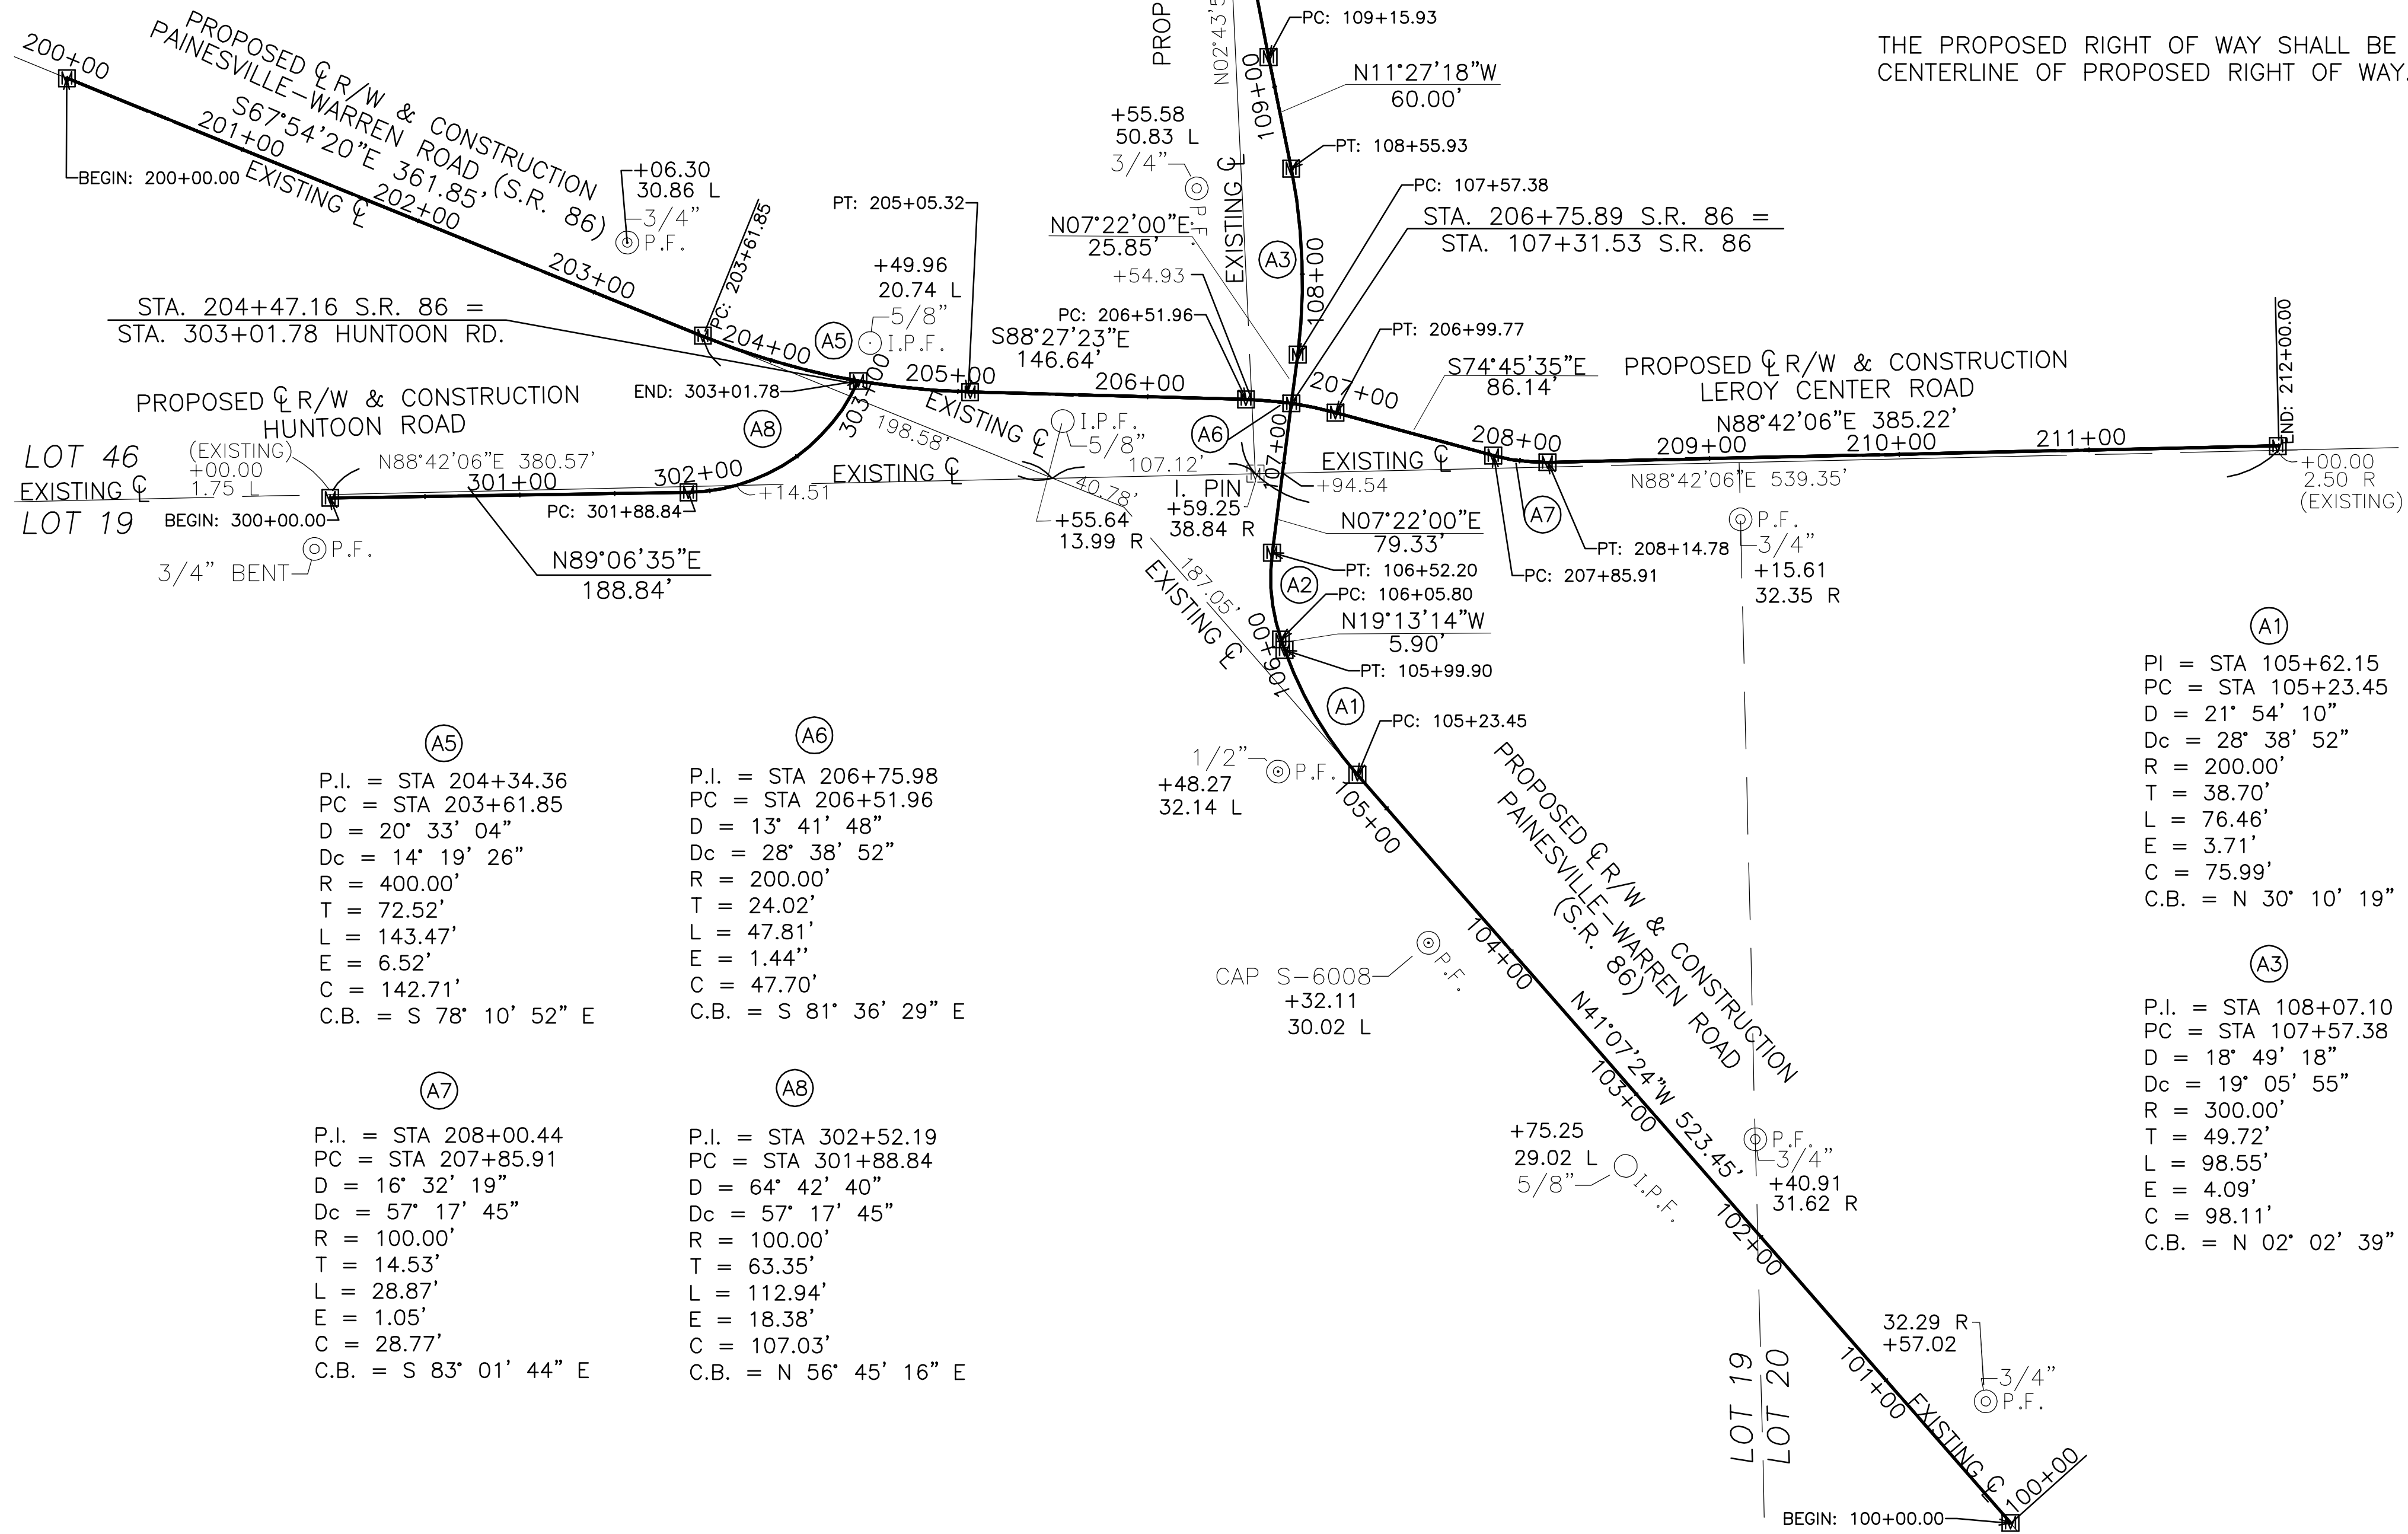 THE PROPOSED RIGHT OF WAY SHALL BE
CENTERLINE OF PROPOSED RIGHT OF WAY.
200+00
PROPOSED ℄ R/W & CONSTRUCTION
PAINESVILLE-WARREN ROAD (S.R. 86)
S67°54'20"E 361.85'
201+00
EXISTING ℄
202+00
203+00
BEGIN: 200+00.00
+06.30
30.86 L
3/4"
P.F.
PC: 203+61.85
204+00
STA. 204+47.16 S.R. 86 =
STA. 303+01.78 HUNTOON RD.
A5
+49.96
20.74 L
5/8"
I.P.F.
PT: 205+05.32
205+00
END: 303+01.78
303+00
A8
PROPOSED ℄ R/W & CONSTRUCTION
HUNTOON ROAD
LOT 46
EXISTING ℄
LOT 19
(EXISTING)
+00.00
1.75 L
N88°42'06"E 380.57'
301+00
302+00
+14.51
BEGIN: 300+00.00
PC: 301+88.84
N89°06'35"E
188.84'
P.F.
3/4" BENT
S88°27'23"E
146.64'
206+00
PC: 206+51.96
+54.93
EXISTING ℄
198.58'
I.P.F.
5/8"
EXISTING ℄
107.12'
40.78'
+55.64
13.99 R
I. PIN
+59.25
38.84 R
187.05'
EXISTING ℄
PROP
N02°43'5
PC: 109+15.93
109+00
N11°27'18"W
60.00'
+55.58
50.83 L
3/4"
P.F.
EXISTING ℄
PT: 108+55.93
PC: 107+57.38
N07°22'00"E
25.85'
A3
108+00
STA. 206+75.89 S.R. 86 =
STA. 107+31.53 S.R. 86
PT: 206+99.77
207+00
A6
107+00
S74°45'35"E
86.14'
EXISTING ℄
+94.54
PROPOSED ℄ R/W & CONSTRUCTION
LEROY CENTER ROAD
N88°42'06"E 385.22'
208+00
209+00
210+00
211+00
END: 212+00.00
+00.00
2.50 R
(EXISTING)
N88°42'06"E 539.35'
A7
PT: 208+14.78
PC: 207+85.91
P.F.
3/4"
+15.61
32.35 R
N07°22'00"E
79.33'
PT: 106+52.20
A2
PC: 106+05.80
N19°13'14"W
5.90'
106+00
PT: 105+99.90
A1
PC: 105+23.45
1/2"
P.F.
+48.27
32.14 L
105+00
PROPOSED ℄ R/W & CONSTRUCTION
PAINESVILLE-WARREN ROAD
(S.R. 86)
104+00
CAP S-6008
P.F.
+32.11
30.02 L
N41°07'24"W 523.45'
103+00
+75.25
29.02 L
5/8"
I.P.F.
P.F.
3/4"
+40.91
31.62 R
102+00
LOT 19
LOT 20
32.29 R
+57.02
3/4"
P.F.
101+00
EXISTING ℄
100+00
BEGIN: 100+00.00
A5
P.I. = STA 204+34.36
PC = STA 203+61.85
D = 20° 33' 04"
Dc = 14° 19' 26"
R = 400.00'
T = 72.52'
L = 143.47'
E = 6.52'
C = 142.71'
C.B. = S 78° 10' 52" E
A6
P.I. = STA 206+75.98
PC = STA 206+51.96
D = 13° 41' 48"
Dc = 28° 38' 52"
R = 200.00'
T = 24.02'
L = 47.81'
E = 1.44''
C = 47.70'
C.B. = S 81° 36' 29" E
A7
P.I. = STA 208+00.44
PC = STA 207+85.91
D = 16° 32' 19"
Dc = 57° 17' 45"
R = 100.00'
T = 14.53'
L = 28.87'
E = 1.05'
C = 28.77'
C.B. = S 83° 01' 44" E
A8
P.I. = STA 302+52.19
PC = STA 301+88.84
D = 64° 42' 40"
Dc = 57° 17' 45"
R = 100.00'
T = 63.35'
L = 112.94'
E = 18.38'
C = 107.03'
C.B. = N 56° 45' 16" E
A1
PI = STA 105+62.15
PC = STA 105+23.45
D = 21° 54' 10"
Dc = 28° 38' 52"
R = 200.00'
T = 38.70'
L = 76.46'
E = 3.71'
C = 75.99'
C.B. = N 30° 10' 19"
A3
P.I. = STA 108+07.10
PC = STA 107+57.38
D = 18° 49' 18"
Dc = 19° 05' 55"
R = 300.00'
T = 49.72'
L = 98.55'
E = 4.09'
C = 98.11'
C.B. = N 02° 02' 39"